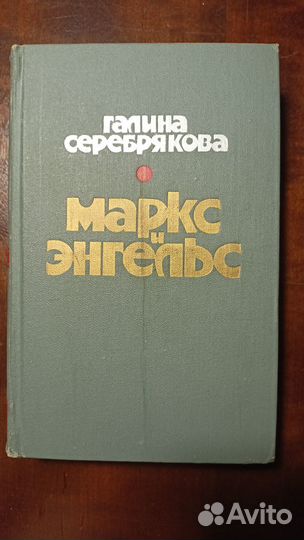 Галина
Серебрякова
Маркс
и
Энгельс
Avito